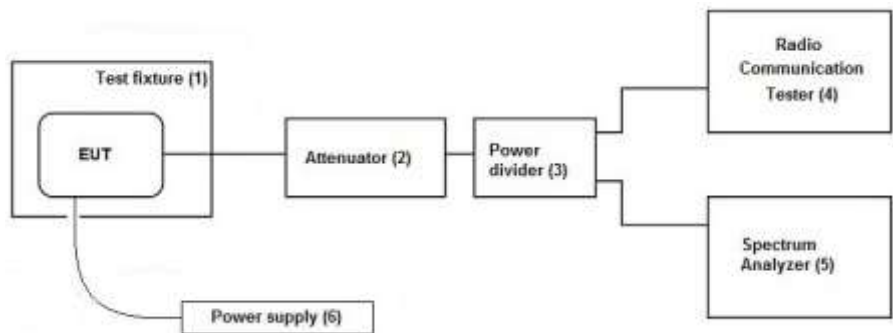 Test fixture (1)
EUT
Attenuator (2)
Power
divider (3)
Radio
Communication
Tester (4)
Spectrum
Analyzer (5)
Power supply (6)